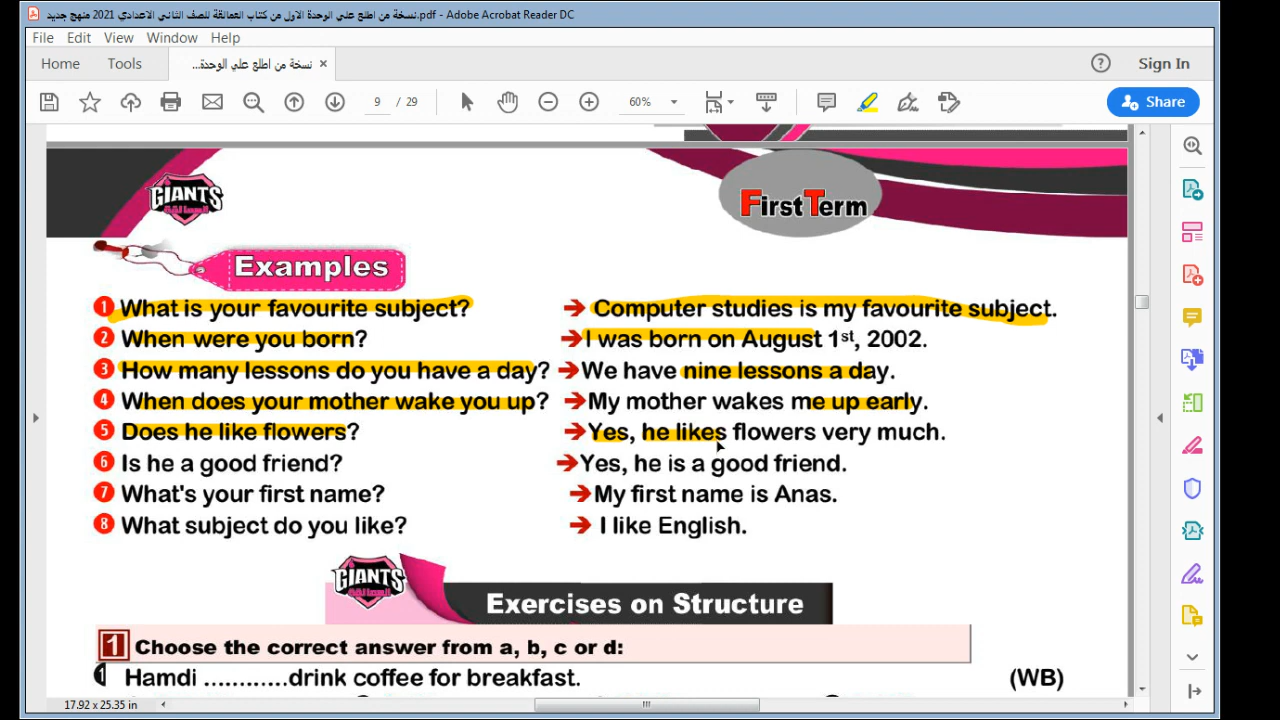 نسخة من اطلع علي الوحدة الاول من كتاب العمالقة للصف الثاني الاعدادي 2021 منهج جديد.pdf - Adobe Acrobat Reader DC
File Edit View Window Help
Home Tools نسخة من اطلع علي الوحدة... × Sign In
9 / 29 60% Share
GIANTS
العمالقة
First Term
Examples
1 What is your favourite subject? → Computer studies is my favourite subject.
2 When were you born? → I was born on August 1st, 2002.
3 How many lessons do you have a day? → We have nine lessons a day.
4 When does your mother wake you up? → My mother wakes me up early.
5 Does he like flowers? → Yes, he likes flowers very much.
6 Is he a good friend? → Yes, he is a good friend.
7 What's your first name? → My first name is Anas.
8 What subject do you like? → I like English.
GIANTS
العمالقة
Exercises on Structure
1 Choose the correct answer from a, b, c or d:
1 Hamdi ............drink coffee for breakfast. (WB)
17.92 x 25.35 in